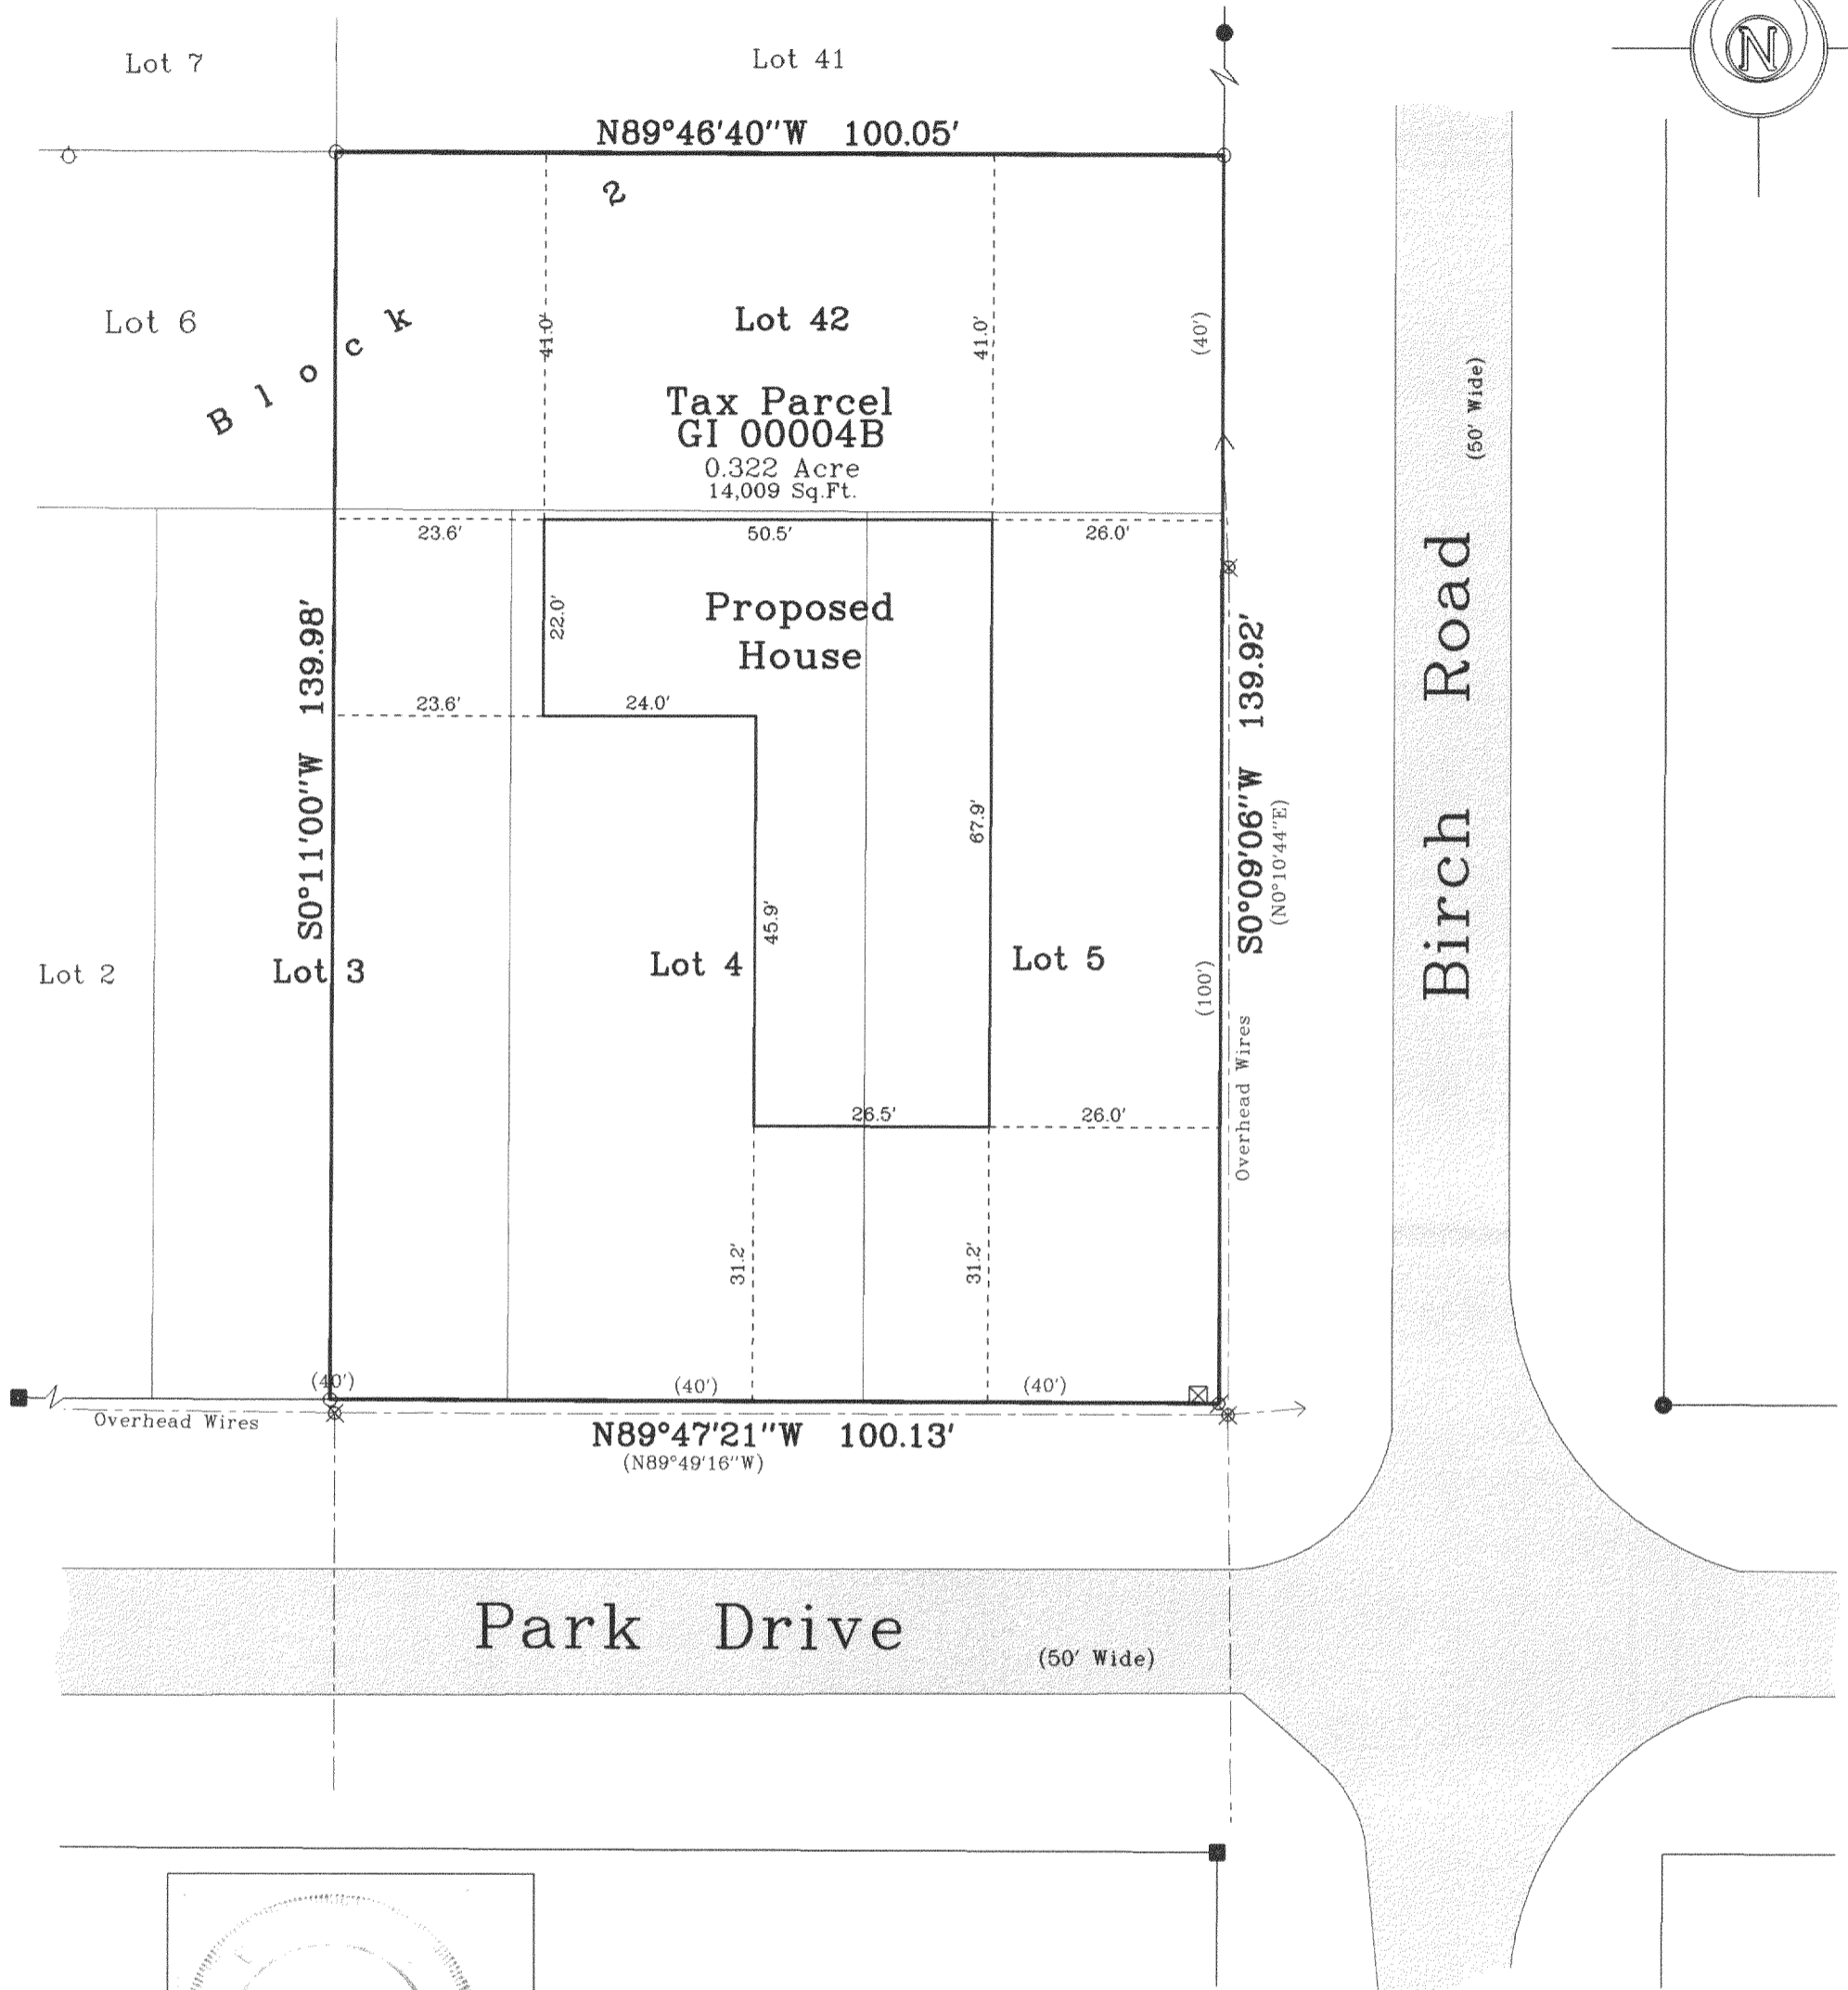 N
Lot 7
Lot 41
N89°46'40"W 100.05'
2
Lot 6
Block
41.0'
Lot 42
41.0'
(40')
Tax Parcel
GI 00004B
0.322 Acre
14,009 Sq.Ft.
(50' Wide)
23.6'
50.5'
26.0'
22.0'
Proposed
House
S0°11'00"W 139.98'
23.6'
24.0'
67.9'
S0°09'06"W 139.92'
(N0°10'44"E)
Birch Road
45.9'
Lot 2
Lot 3
Lot 4
Lot 5
(100')
Overhead Wires
26.5'
26.0'
31.2'
31.2'
(40')
(40')
(40')
Overhead Wires
N89°47'21"W 100.13'
(N89°49'16"W)
Park Drive
(50' Wide)